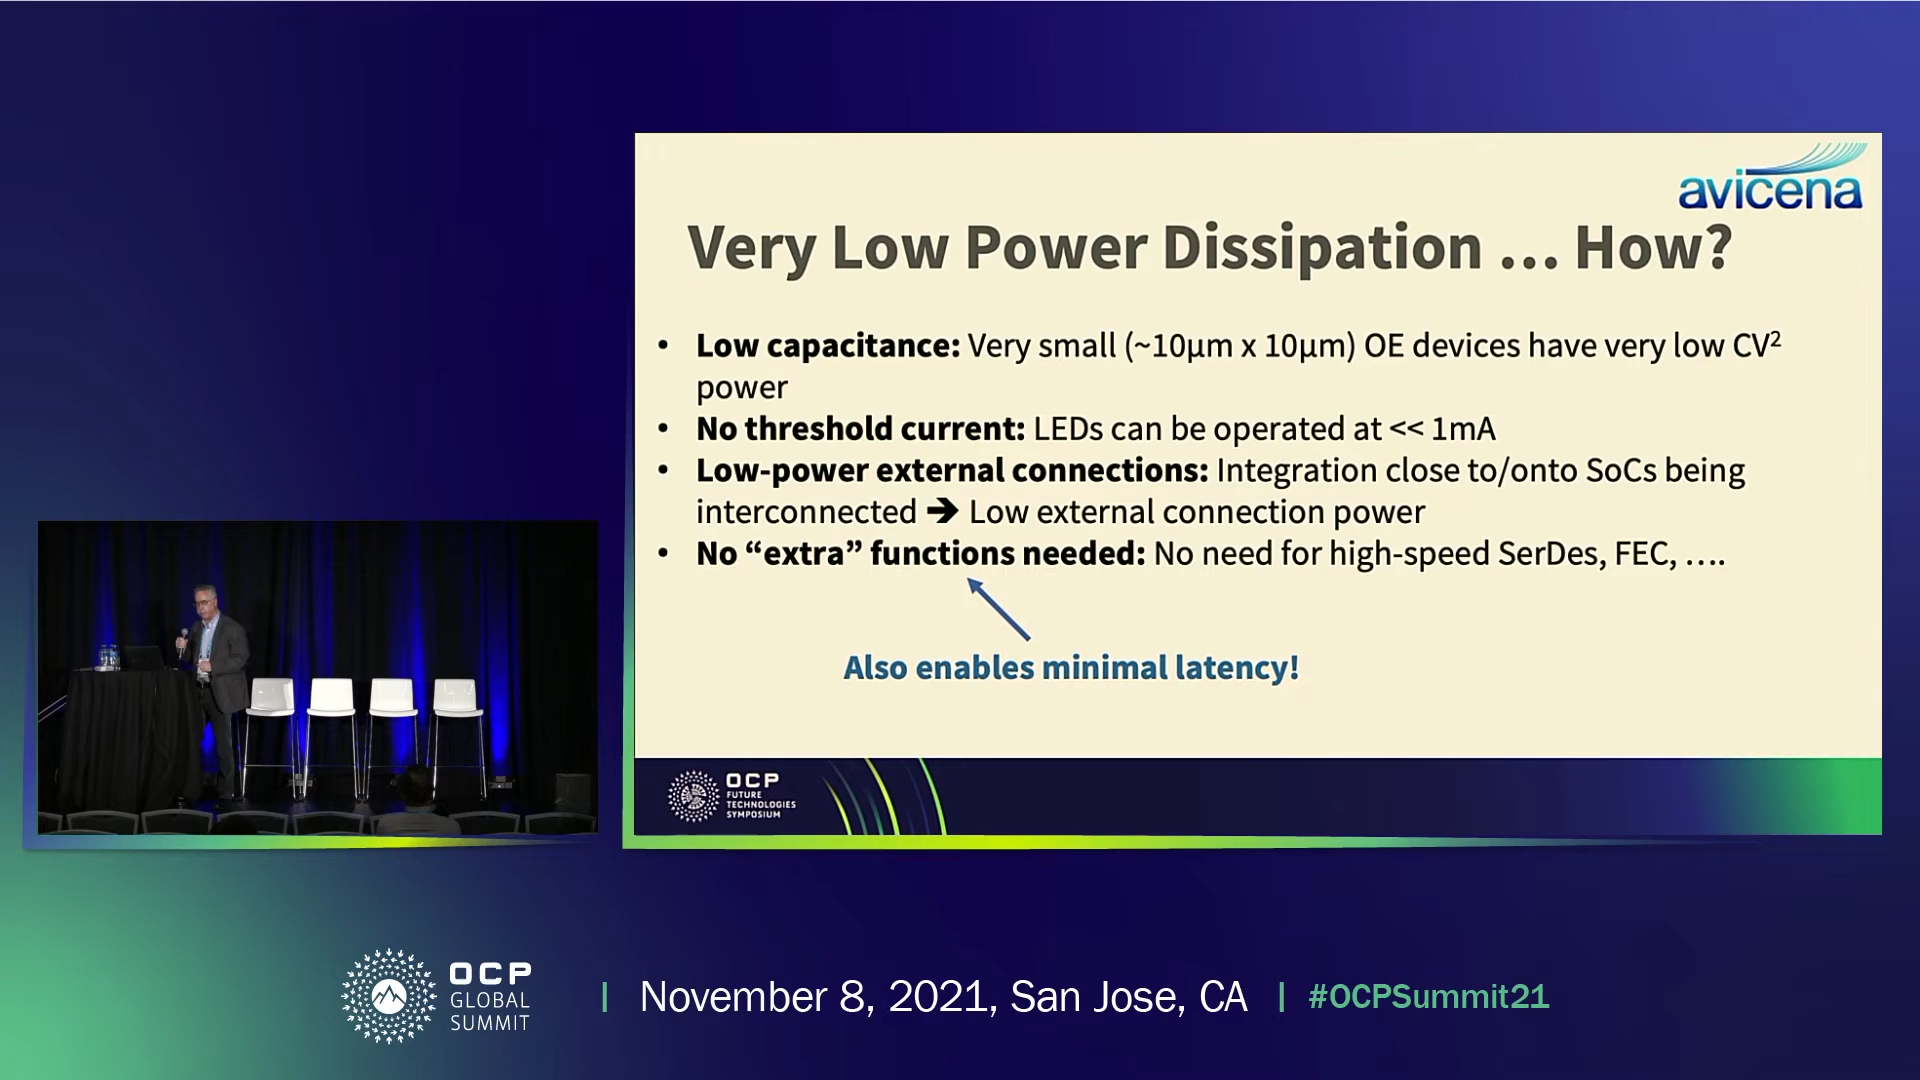 avicena
Very Low Power Dissipation … How?
• Low capacitance: Very small (~10µm x 10µm) OE devices have very low CV²
power
• No threshold current: LEDs can be operated at << 1mA
• Low-power external connections: Integration close to/onto SoCs being
interconnected ➔ Low external connection power
• No “extra” functions needed: No need for high-speed SerDes, FEC, ….
Also enables minimal latency!
OCP
FUTURE
TECHNOLOGIES
SYMPOSIUM
OCP
GLOBAL
SUMMIT
| November 8, 2021, San Jose, CA | #OCPSummit21